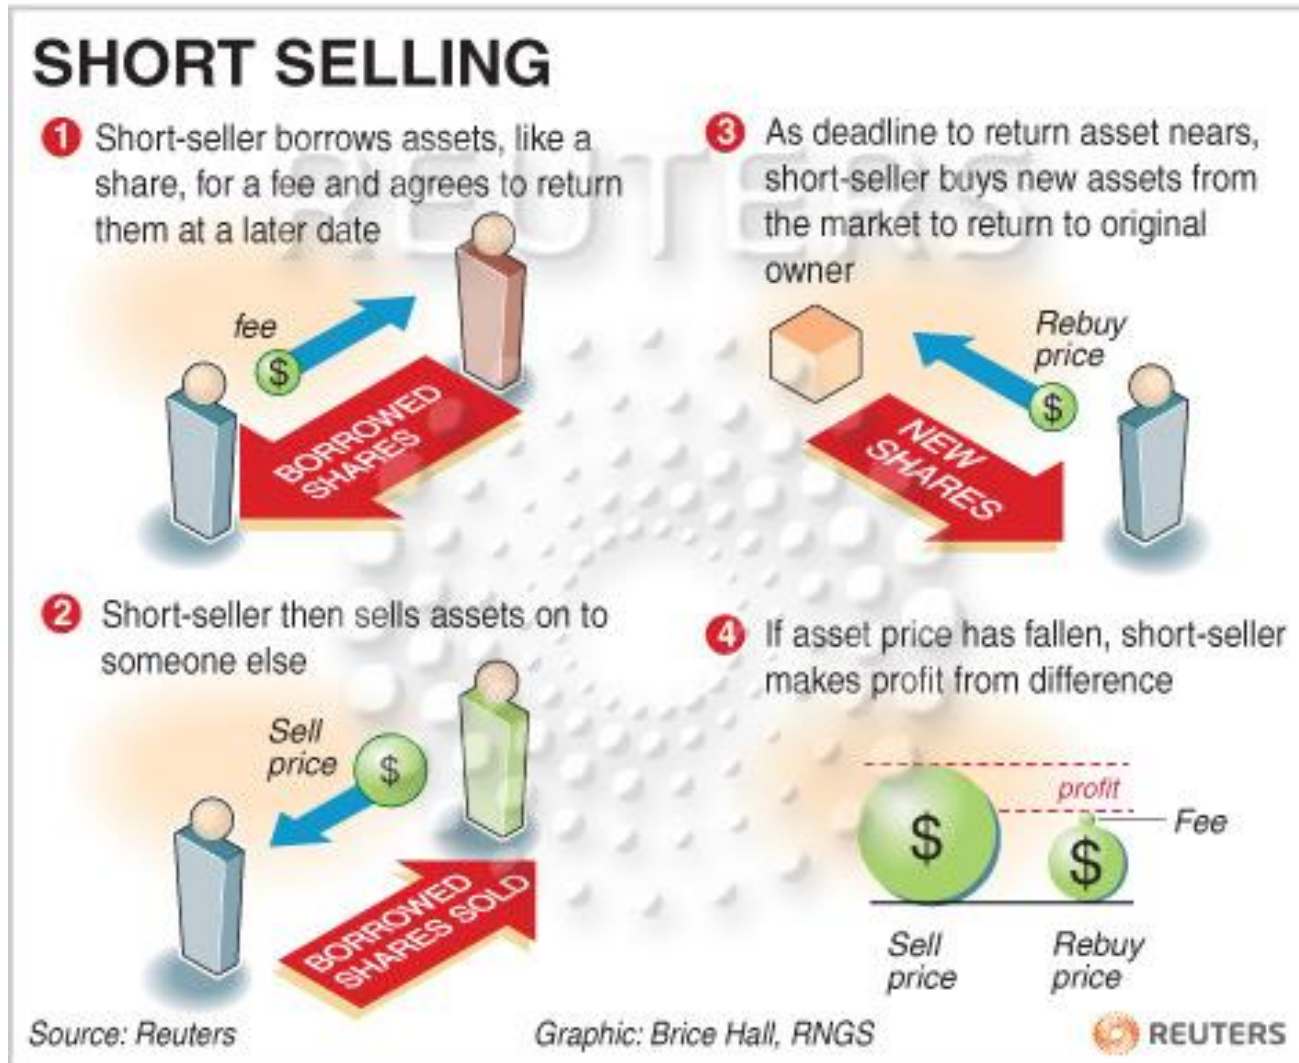 SHORT SELLING
1 Short-seller borrows assets, like a
share, for a fee and agrees to return
them at a later date
fee
$
BORROWED
SHARES
2 Short-seller then sells assets on to
someone else
Sell
price
$
BORROWED
SHARES SOLD
3 As deadline to return asset nears,
short-seller buys new assets from
the market to return to original
owner
Rebuy
price
$
NEW
SHARES
4 If asset price has fallen, short-seller
makes profit from difference
profit
Fee
$
$
Sell
price
Rebuy
price
Source: Reuters
Graphic: Brice Hall, RNGS
REUTERS
REUTERS